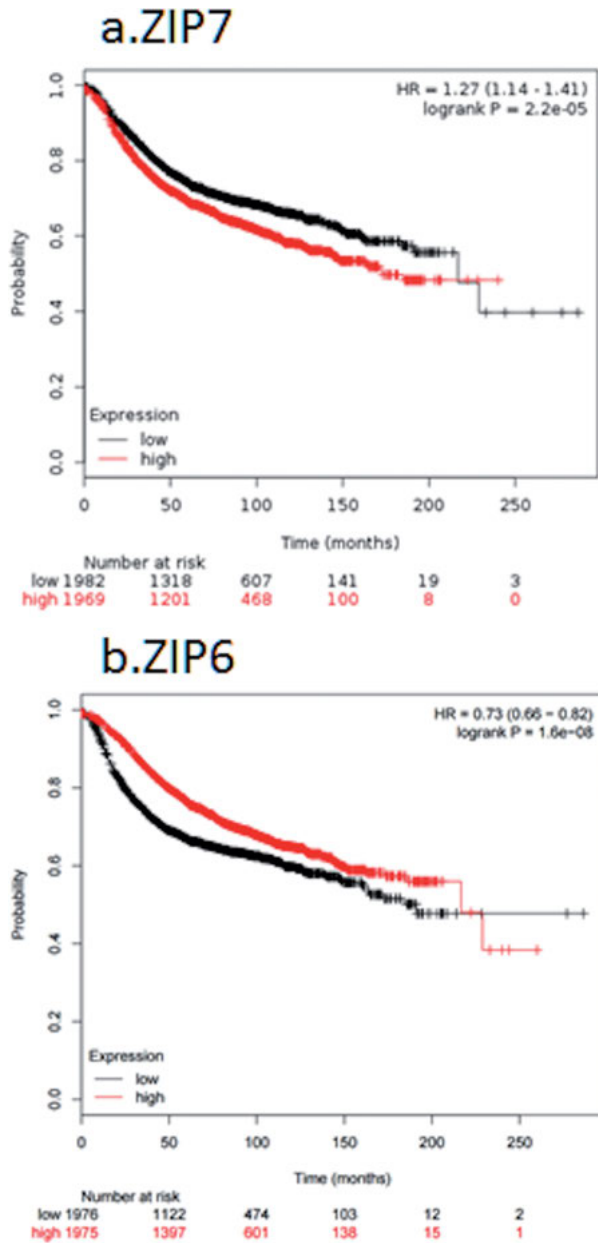 a.ZIP7
HR = 1.27 (1.14 - 1.41)
logrank P = 2.2e-05
1.0
0.8
0.6
0.4
0.2
0.0
Probability
Expression
low
high
0 50 100 150 200 250
Time (months)
Number at risk
low 1982 1318 607 141 19 3
high 1969 1201 468 100 8 0
b.ZIP6
HR = 0.73 (0.66 − 0.82)
logrank P = 1.6e−08
1.0
0.8
0.6
0.4
0.2
0.0
Probability
Expression
low
high
0 50 100 150 200 250
Time (months)
Number at risk
low 1976 1122 474 103 12 2
high 1975 1397 601 138 15 1